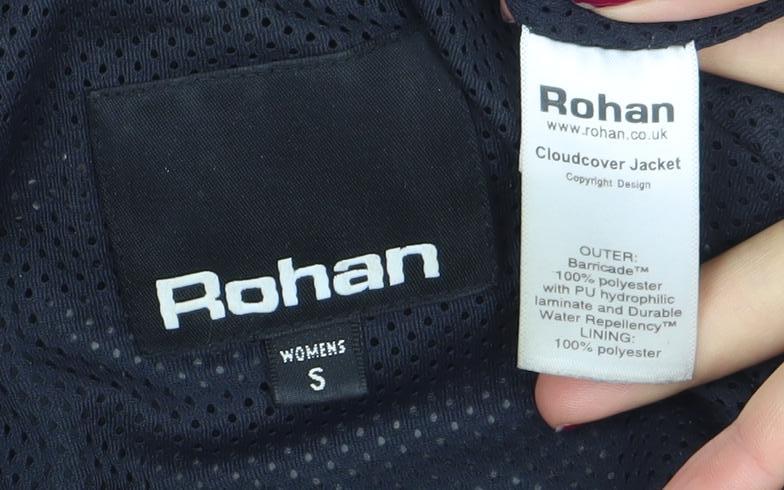 Rohan
WOMENS
S
Rohan
www.rohan.co.uk
Cloudcover Jacket
Copyright Design
OUTER:
Barricade™
100% polyester
with PU hydrophilic
laminate and Durable
Water Repellency™
LINING:
100% polyester